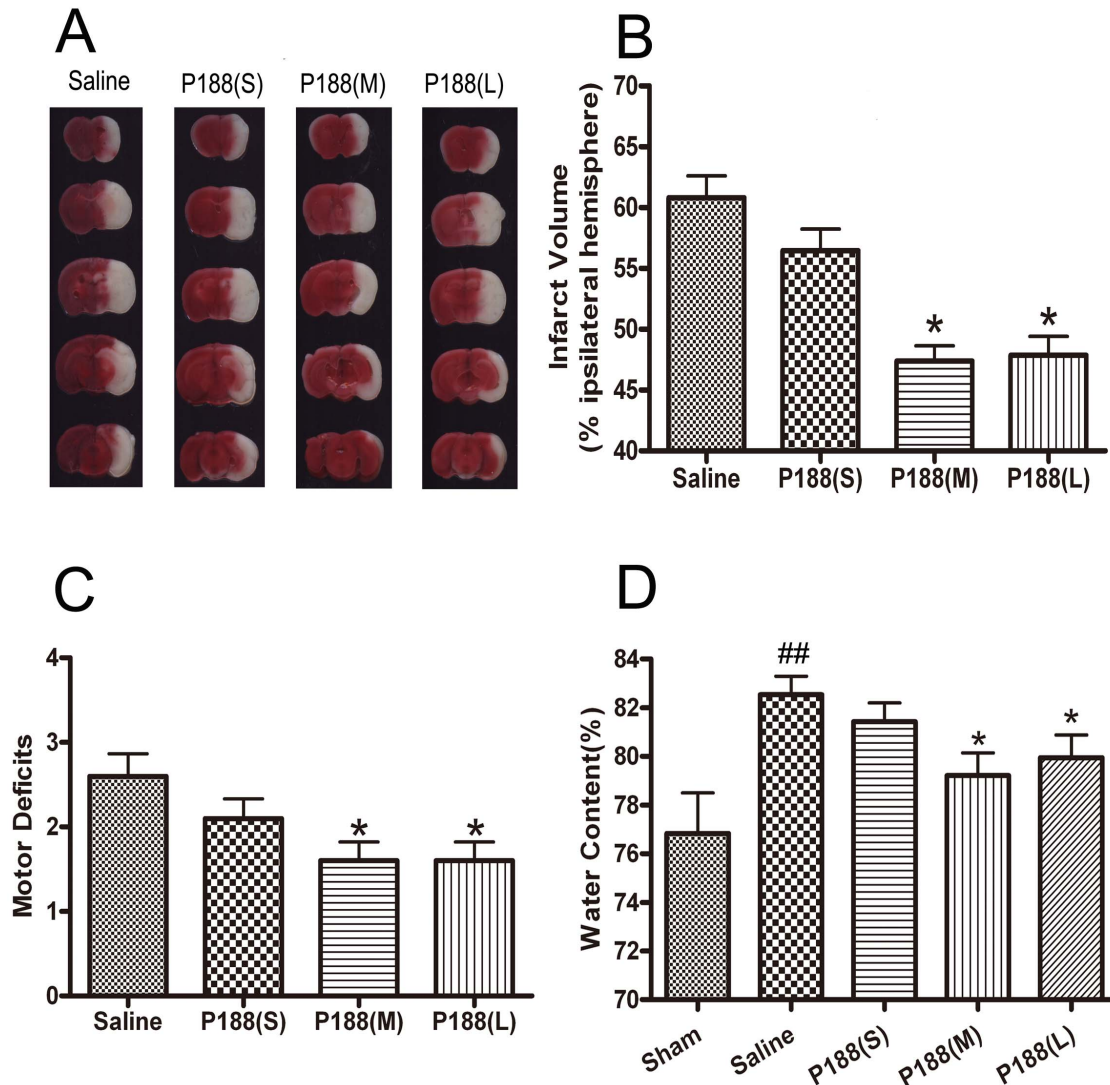 A
Saline
P188(S)
P188(M)
P188(L)
B
Infarct Volume
(% ipsilateral hemisphere)
70
65
60
55
50
45
40
*
*
Saline
P188(S)
P188(M)
P188(L)
C
Motor Deficits
4
3
2
1
0
*
*
Saline
P188(S)
P188(M)
P188(L)
D
Water Content(%)
84
82
80
78
76
74
72
70
##
*
*
Sham
Saline
P188(S)
P188(M)
P188(L)